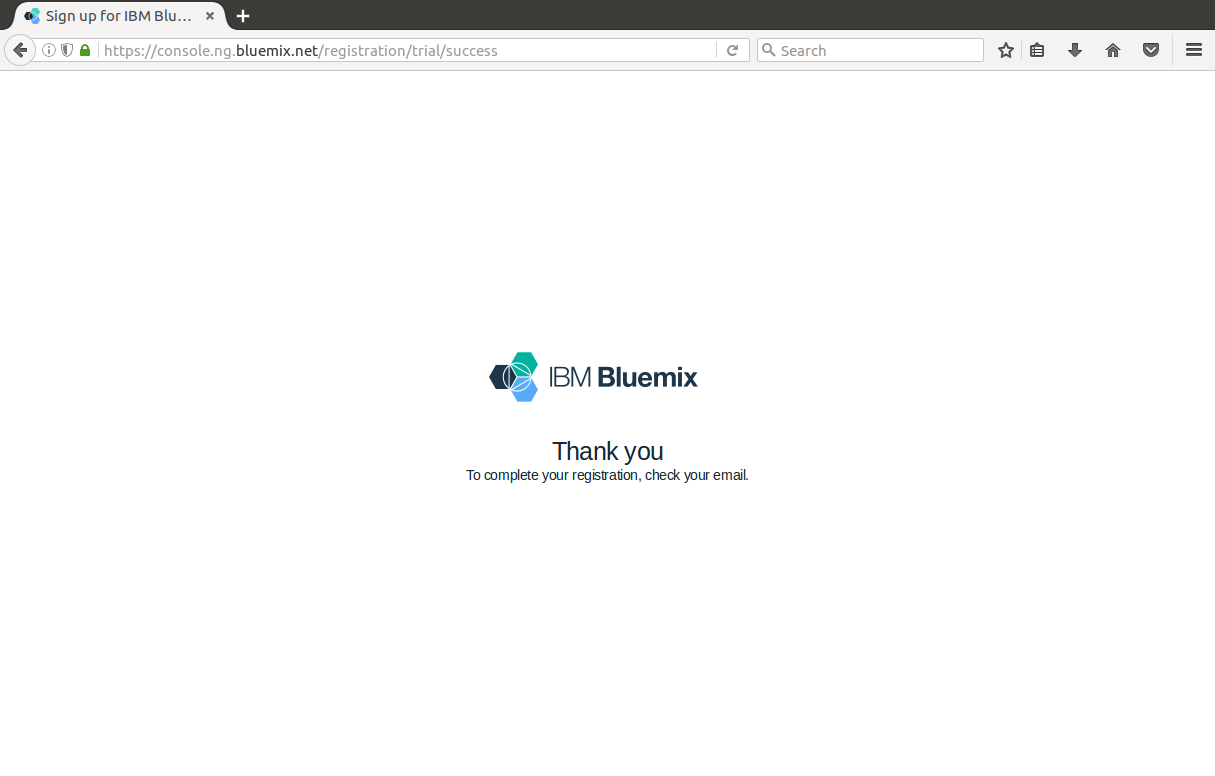 Sign up for IBM Blu...
https://console.ng.bluemix.net/registration/trial/success
Search
IBM Bluemix
Thank you
To complete your registration, check your email.